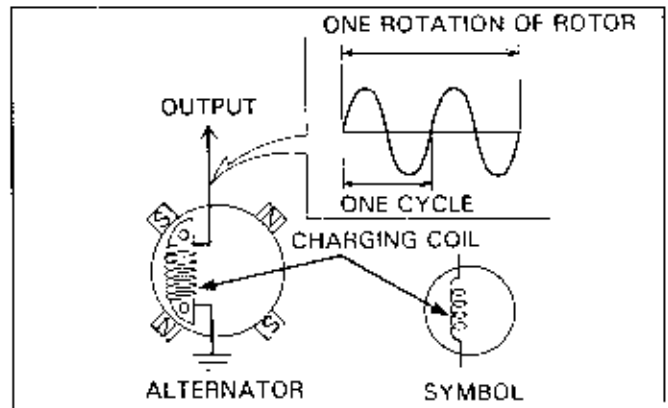 ONE ROTATION OF ROTOR
OUTPUT
ONE CYCLE
S
N
CHARGING COIL
N
S
ALTERNATOR
SYMBOL